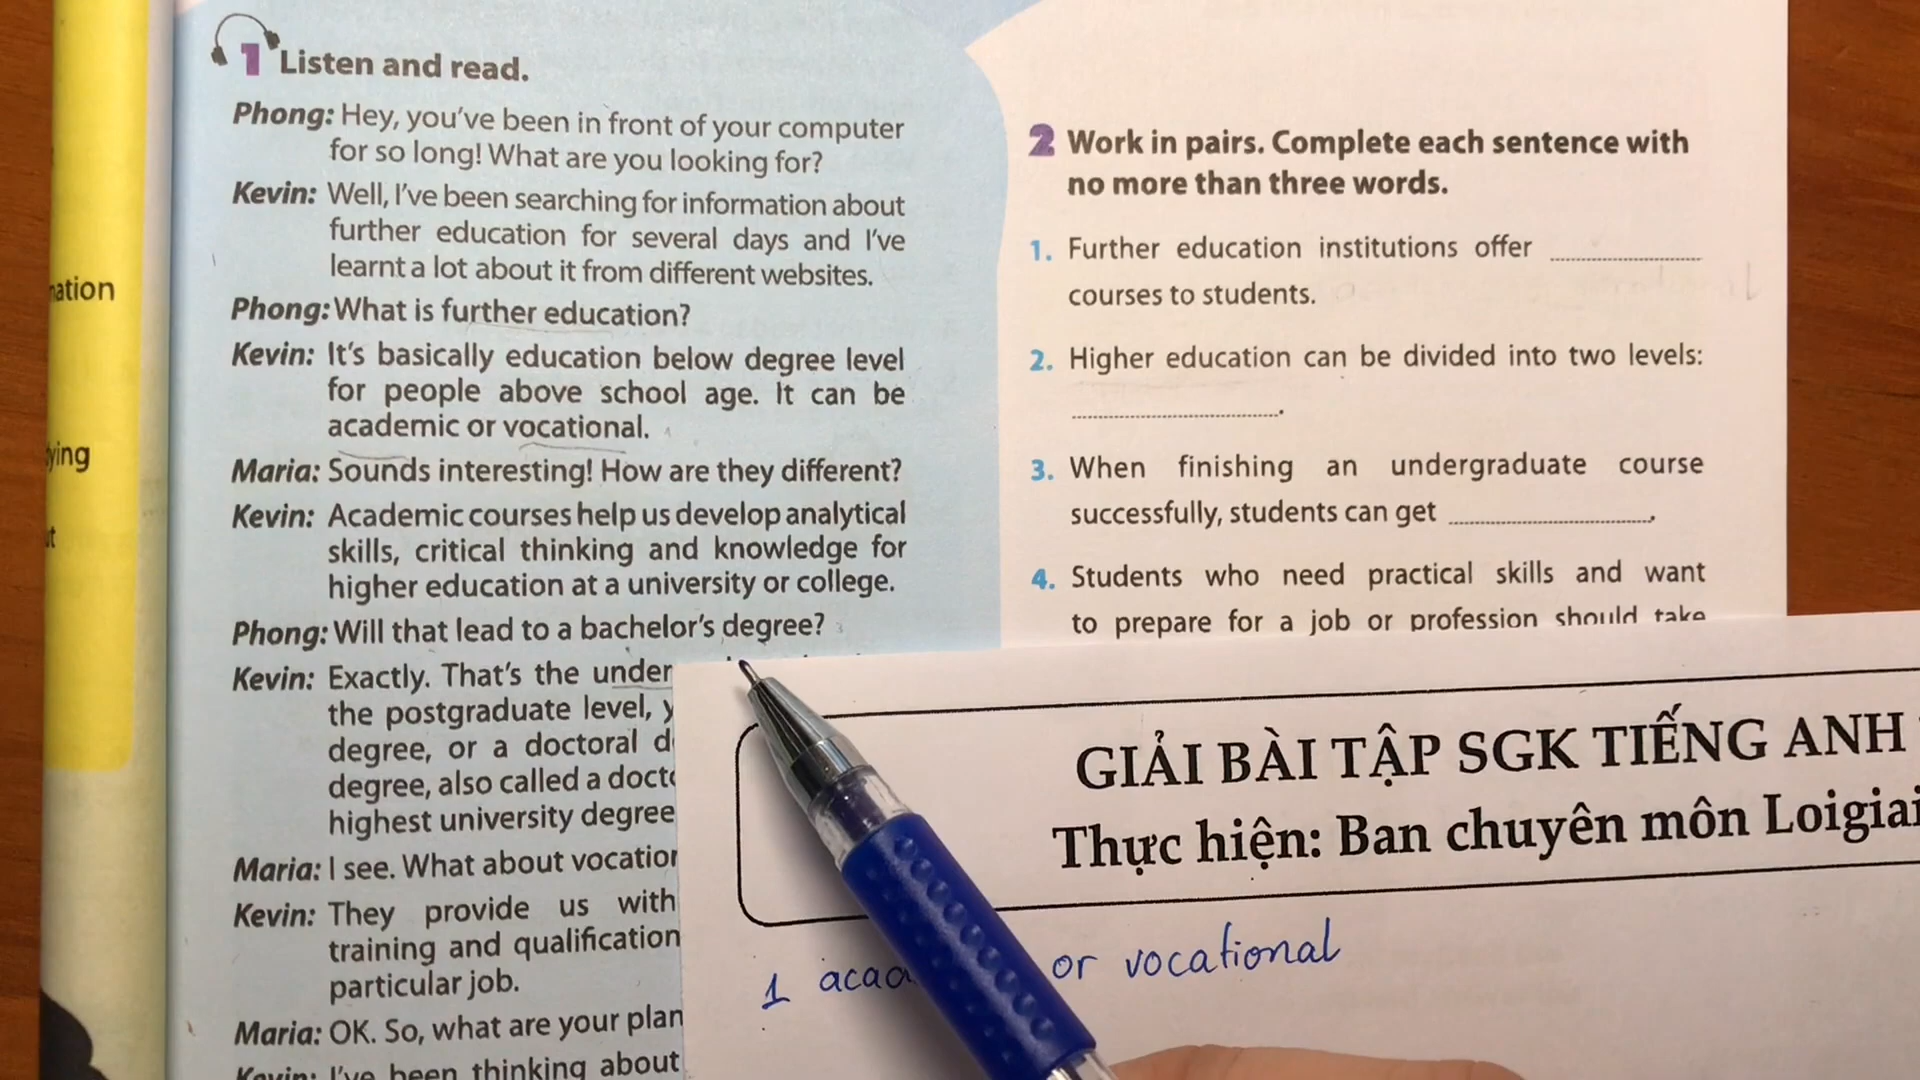 1 Listen and read.
Phong: Hey, you've been in front of your computer
for so long! What are you looking for?
Kevin: Well, I've been searching for information about
further education for several days and I've
learnt a lot about it from different websites.
Phong: What is further education?
Kevin: It's basically education below degree level
for people above school age. It can be
academic or vocational.
Maria: Sounds interesting! How are they different?
Kevin: Academic courses help us develop analytical
skills, critical thinking and knowledge for
higher education at a university or college.
Phong: Will that lead to a bachelor's degree?
Kevin: Exactly. That's the under
the postgraduate level, y
degree, or a doctoral d
degree, also called a docto
highest university degree
Maria: I see. What about vocation
Kevin: They provide us with
training and qualification
particular job.
Maria: OK. So, what are your plan
Kevin: I've been thinking about
2 Work in pairs. Complete each sentence with
no more than three words.
1. Further education institutions offer
courses to students.
2. Higher education can be divided into two levels:
.
3. When finishing an undergraduate course
successfully, students can get .
4. Students who need practical skills and want
to prepare for a job or profession should take
GIẢI BÀI TẬP SGK TIẾNG ANH
Thực hiện: Ban chuyên môn Loigiai
1 acad or vocational
nation
ying
ut